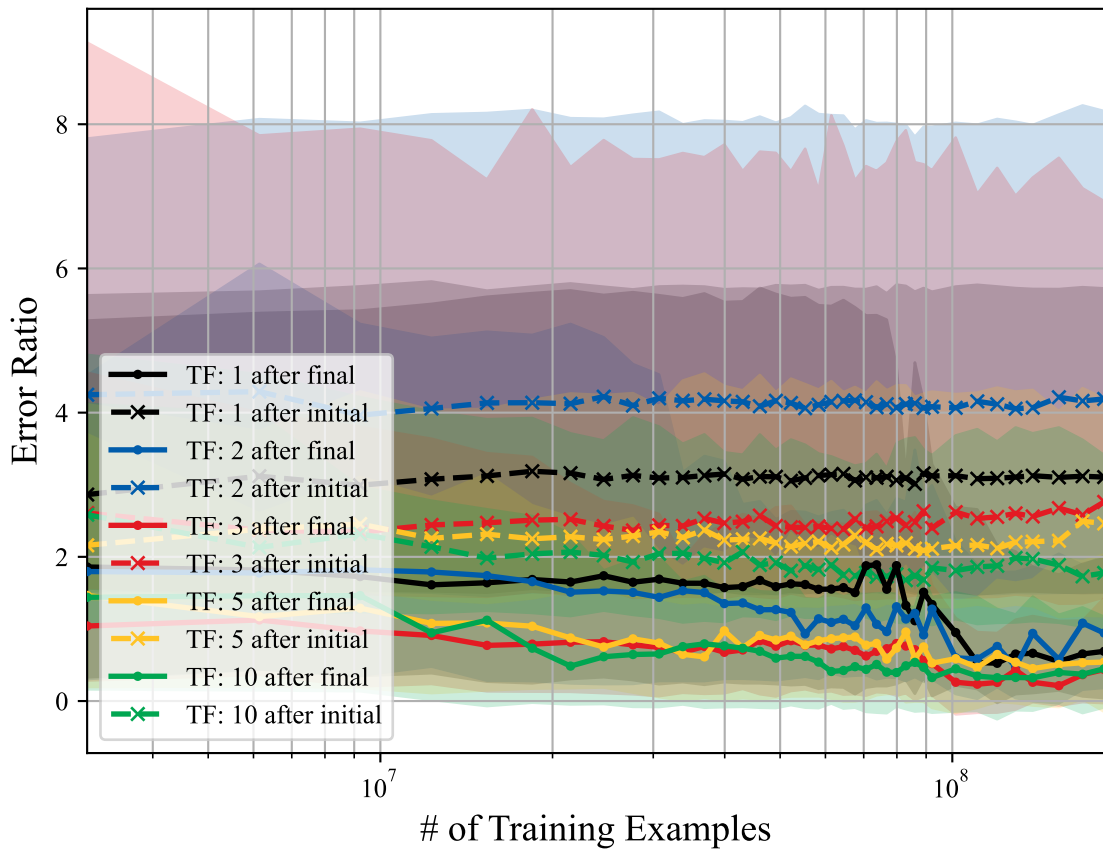 8
6
4
2
0
Error Ratio
TF: 1 after final
TF: 1 after initial
TF: 2 after final
TF: 2 after initial
TF: 3 after final
TF: 3 after initial
TF: 5 after final
TF: 5 after initial
TF: 10 after final
TF: 10 after initial
10⁷
10⁸
# of Training Examples